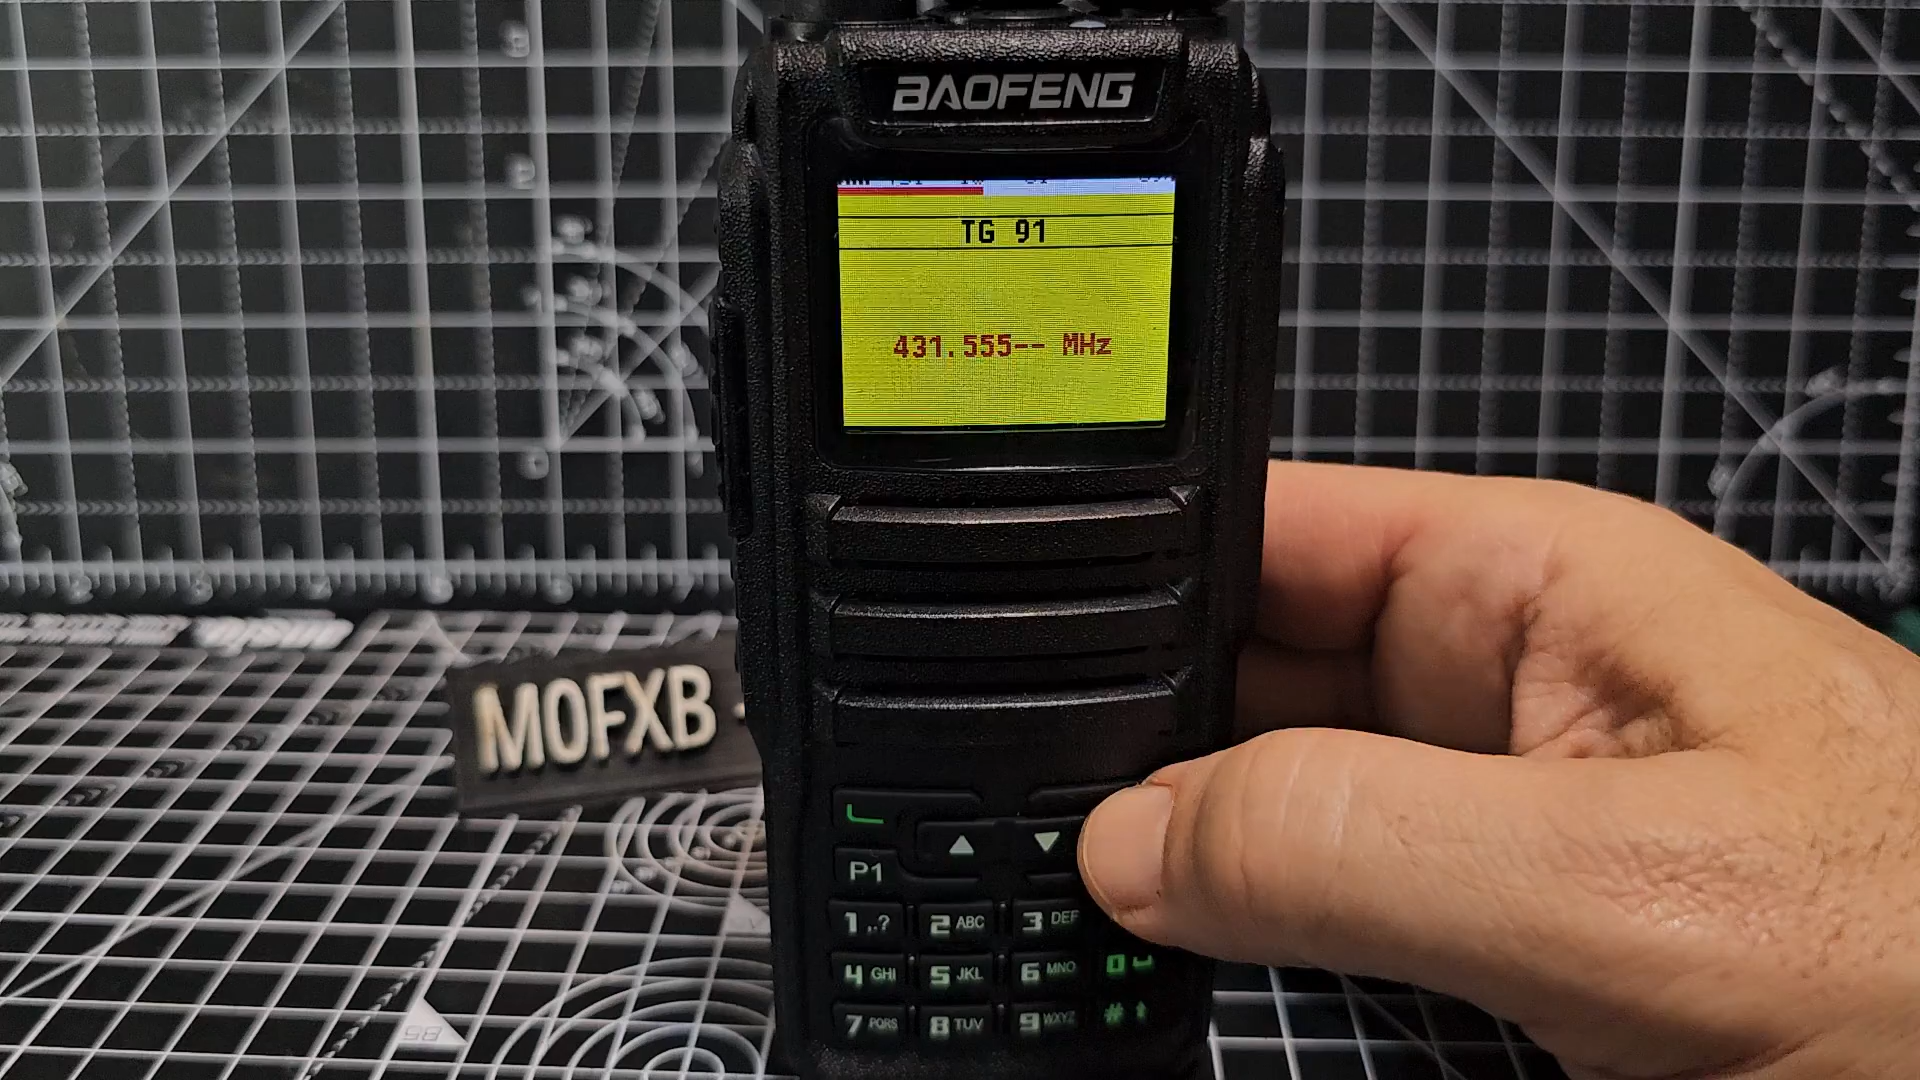 BAOFENG
TG 91
431.555-- MHz
M0FXB -
P1
1 ,.? 2 ABC 3 DEF
4 GHI 5 JKL 6 MNO 0
7 PQRS 8 TUV 9 WXYZ #